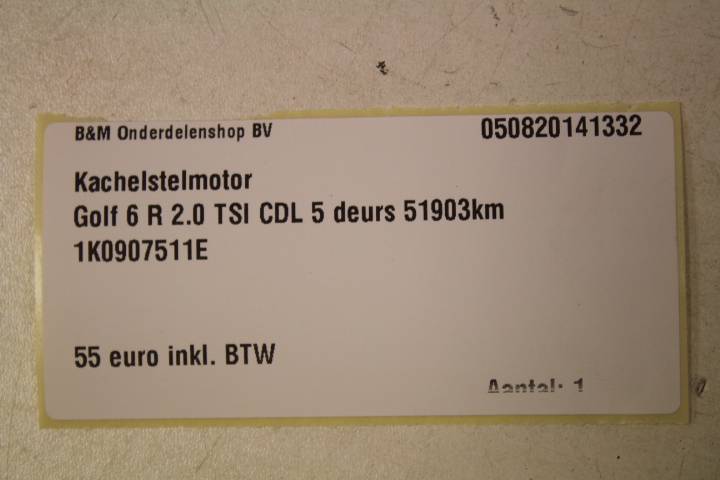 B&M Onderdelenshop BV 050820141332
Kachelstelmotor
Golf 6 R 2.0 TSI CDL 5 deurs 51903km
1K0907511E
55 euro inkl. BTW
Aantal: 1